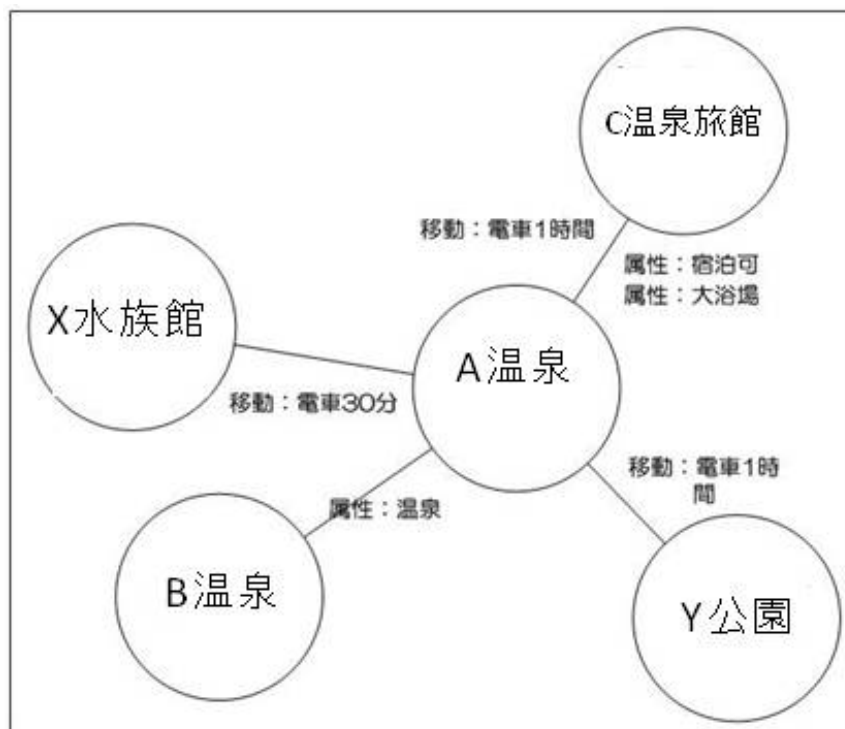 C温泉旅館
移動：電車1時間
属性：宿泊可
属性：大浴場
X水族館
A温泉
移動：電車30分
移動：電車1時
間
属性：温泉
B温泉
Y公園